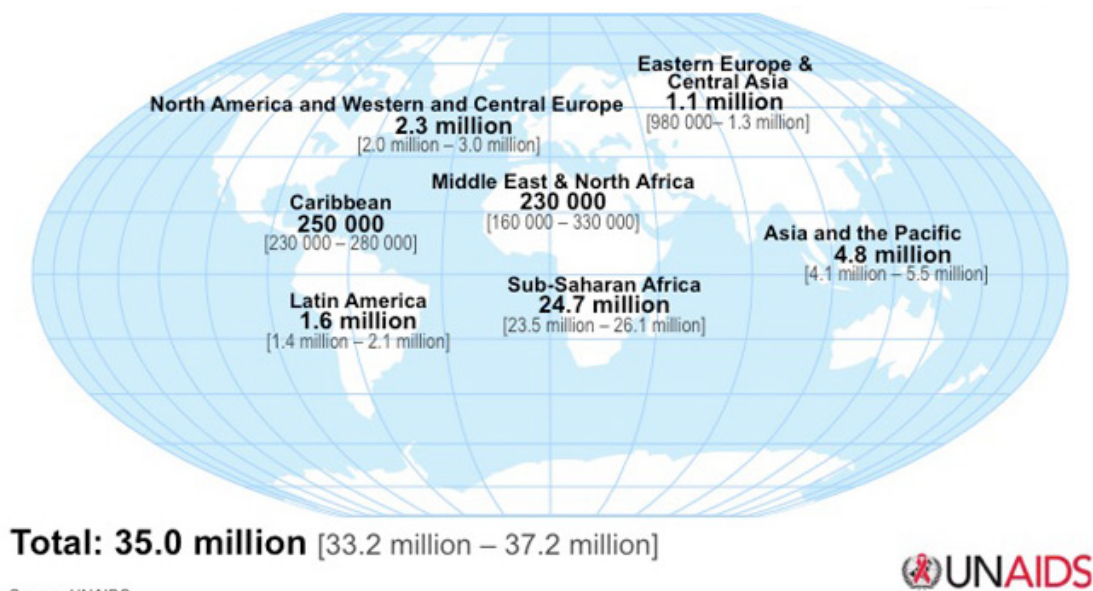 Eastern Europe &
Central Asia
1.1 million
[980 000– 1.3 million]
North America and Western and Central Europe
2.3 million
[2.0 million – 3.0 million]
Middle East & North Africa
230 000
[160 000 – 330 000]
Caribbean
250 000
[230 000 – 280 000]
Asia and the Pacific
4.8 million
[4.1 million – 5.5 million]
Sub-Saharan Africa
24.7 million
[23.5 million – 26.1 million]
Latin America
1.6 million
[1.4 million – 2.1 million]
Total: 35.0 million [33.2 million – 37.2 million]
UNAIDS